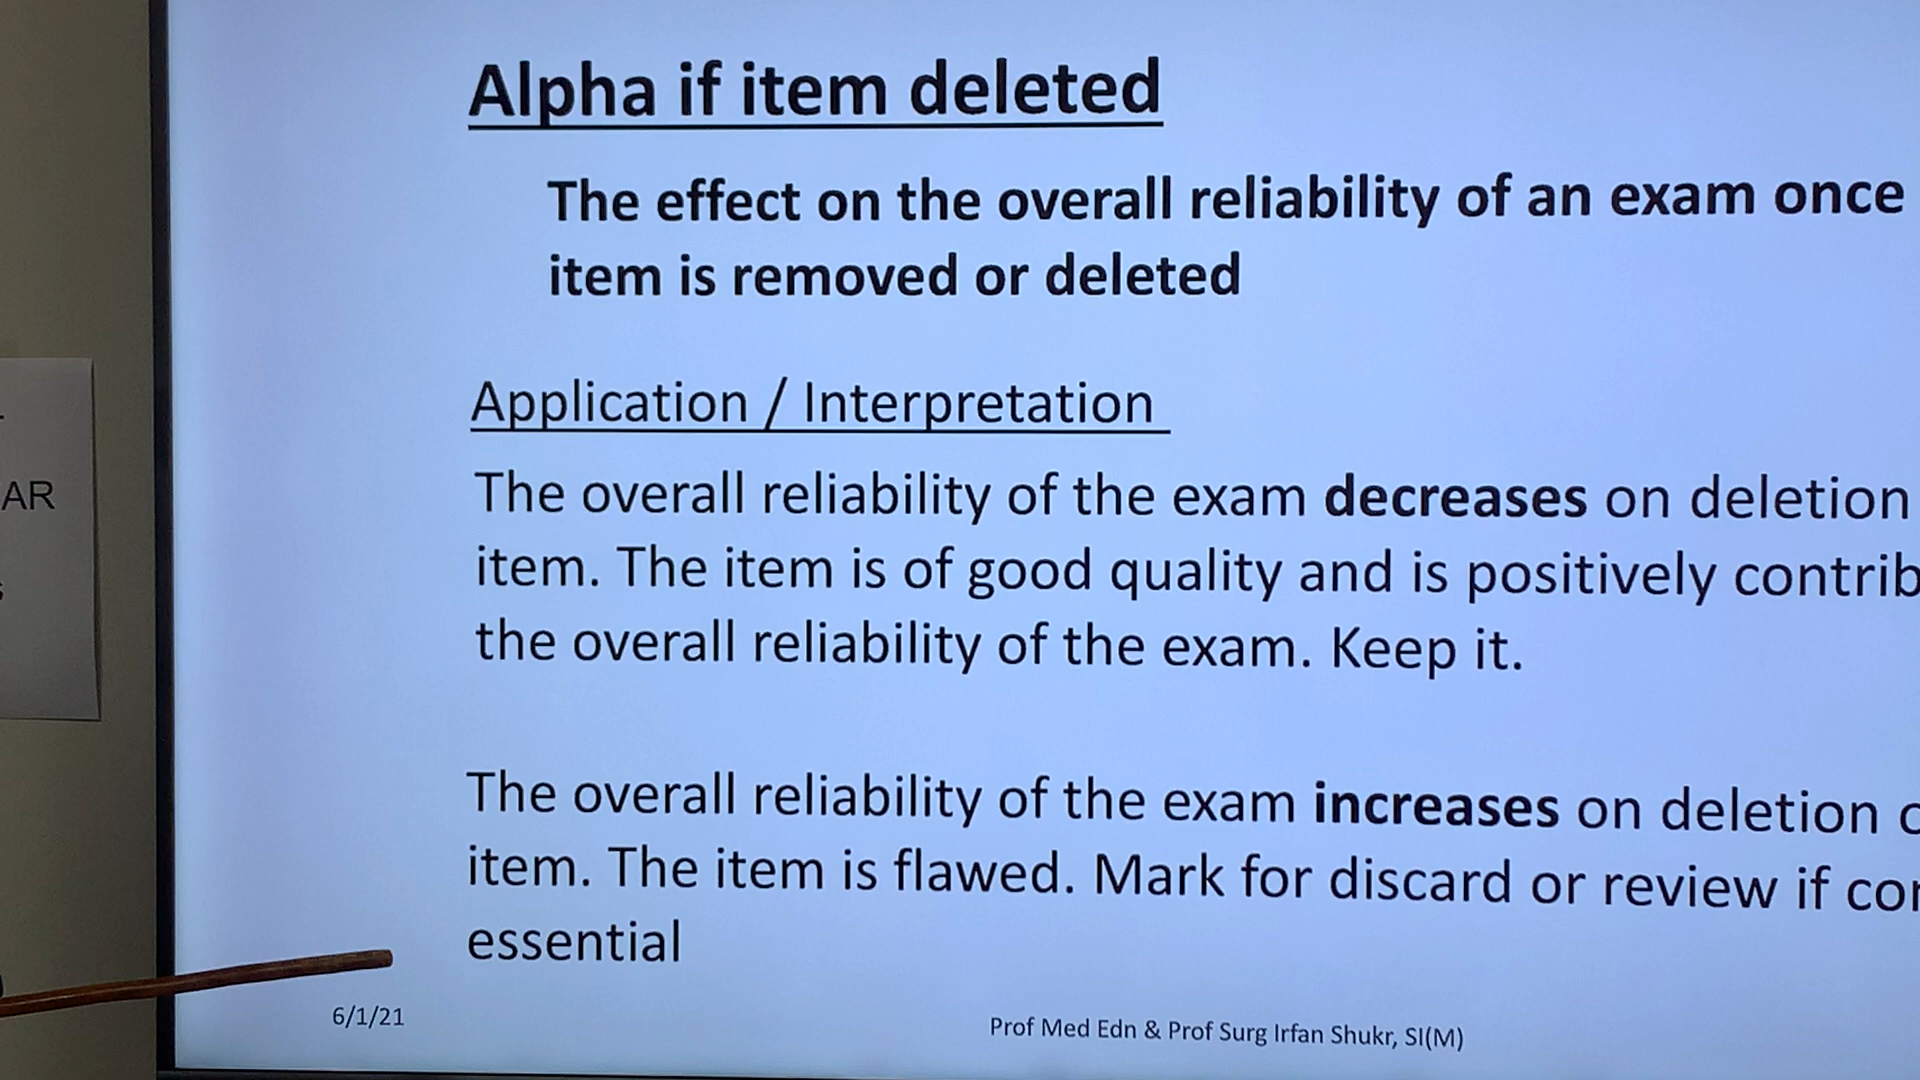 Alpha if item deleted
The effect on the overall reliability of an exam once
item is removed or deleted
Application / Interpretation
The overall reliability of the exam decreases on deletion
item. The item is of good quality and is positively contrib
the overall reliability of the exam. Keep it.
The overall reliability of the exam increases on deletion
item. The item is flawed. Mark for discard or review if
essential
6/1/21
Prof Med Edn & Prof Surg Irfan Shukr, SI(M)
AR